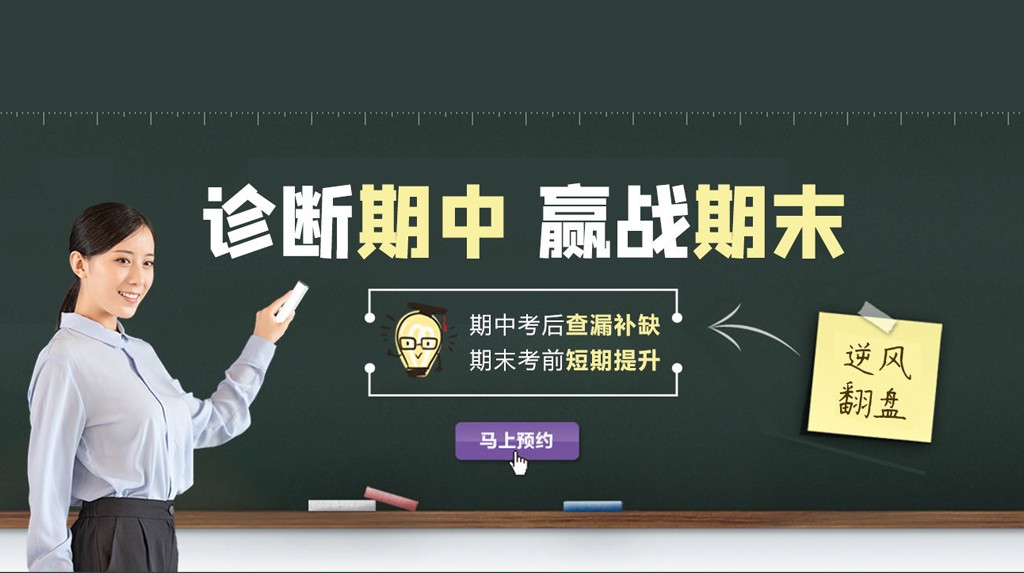 诊断期中 赢战期末
期中考后查漏补缺
期末考前短期提升
逆风
翻盘
马上预约